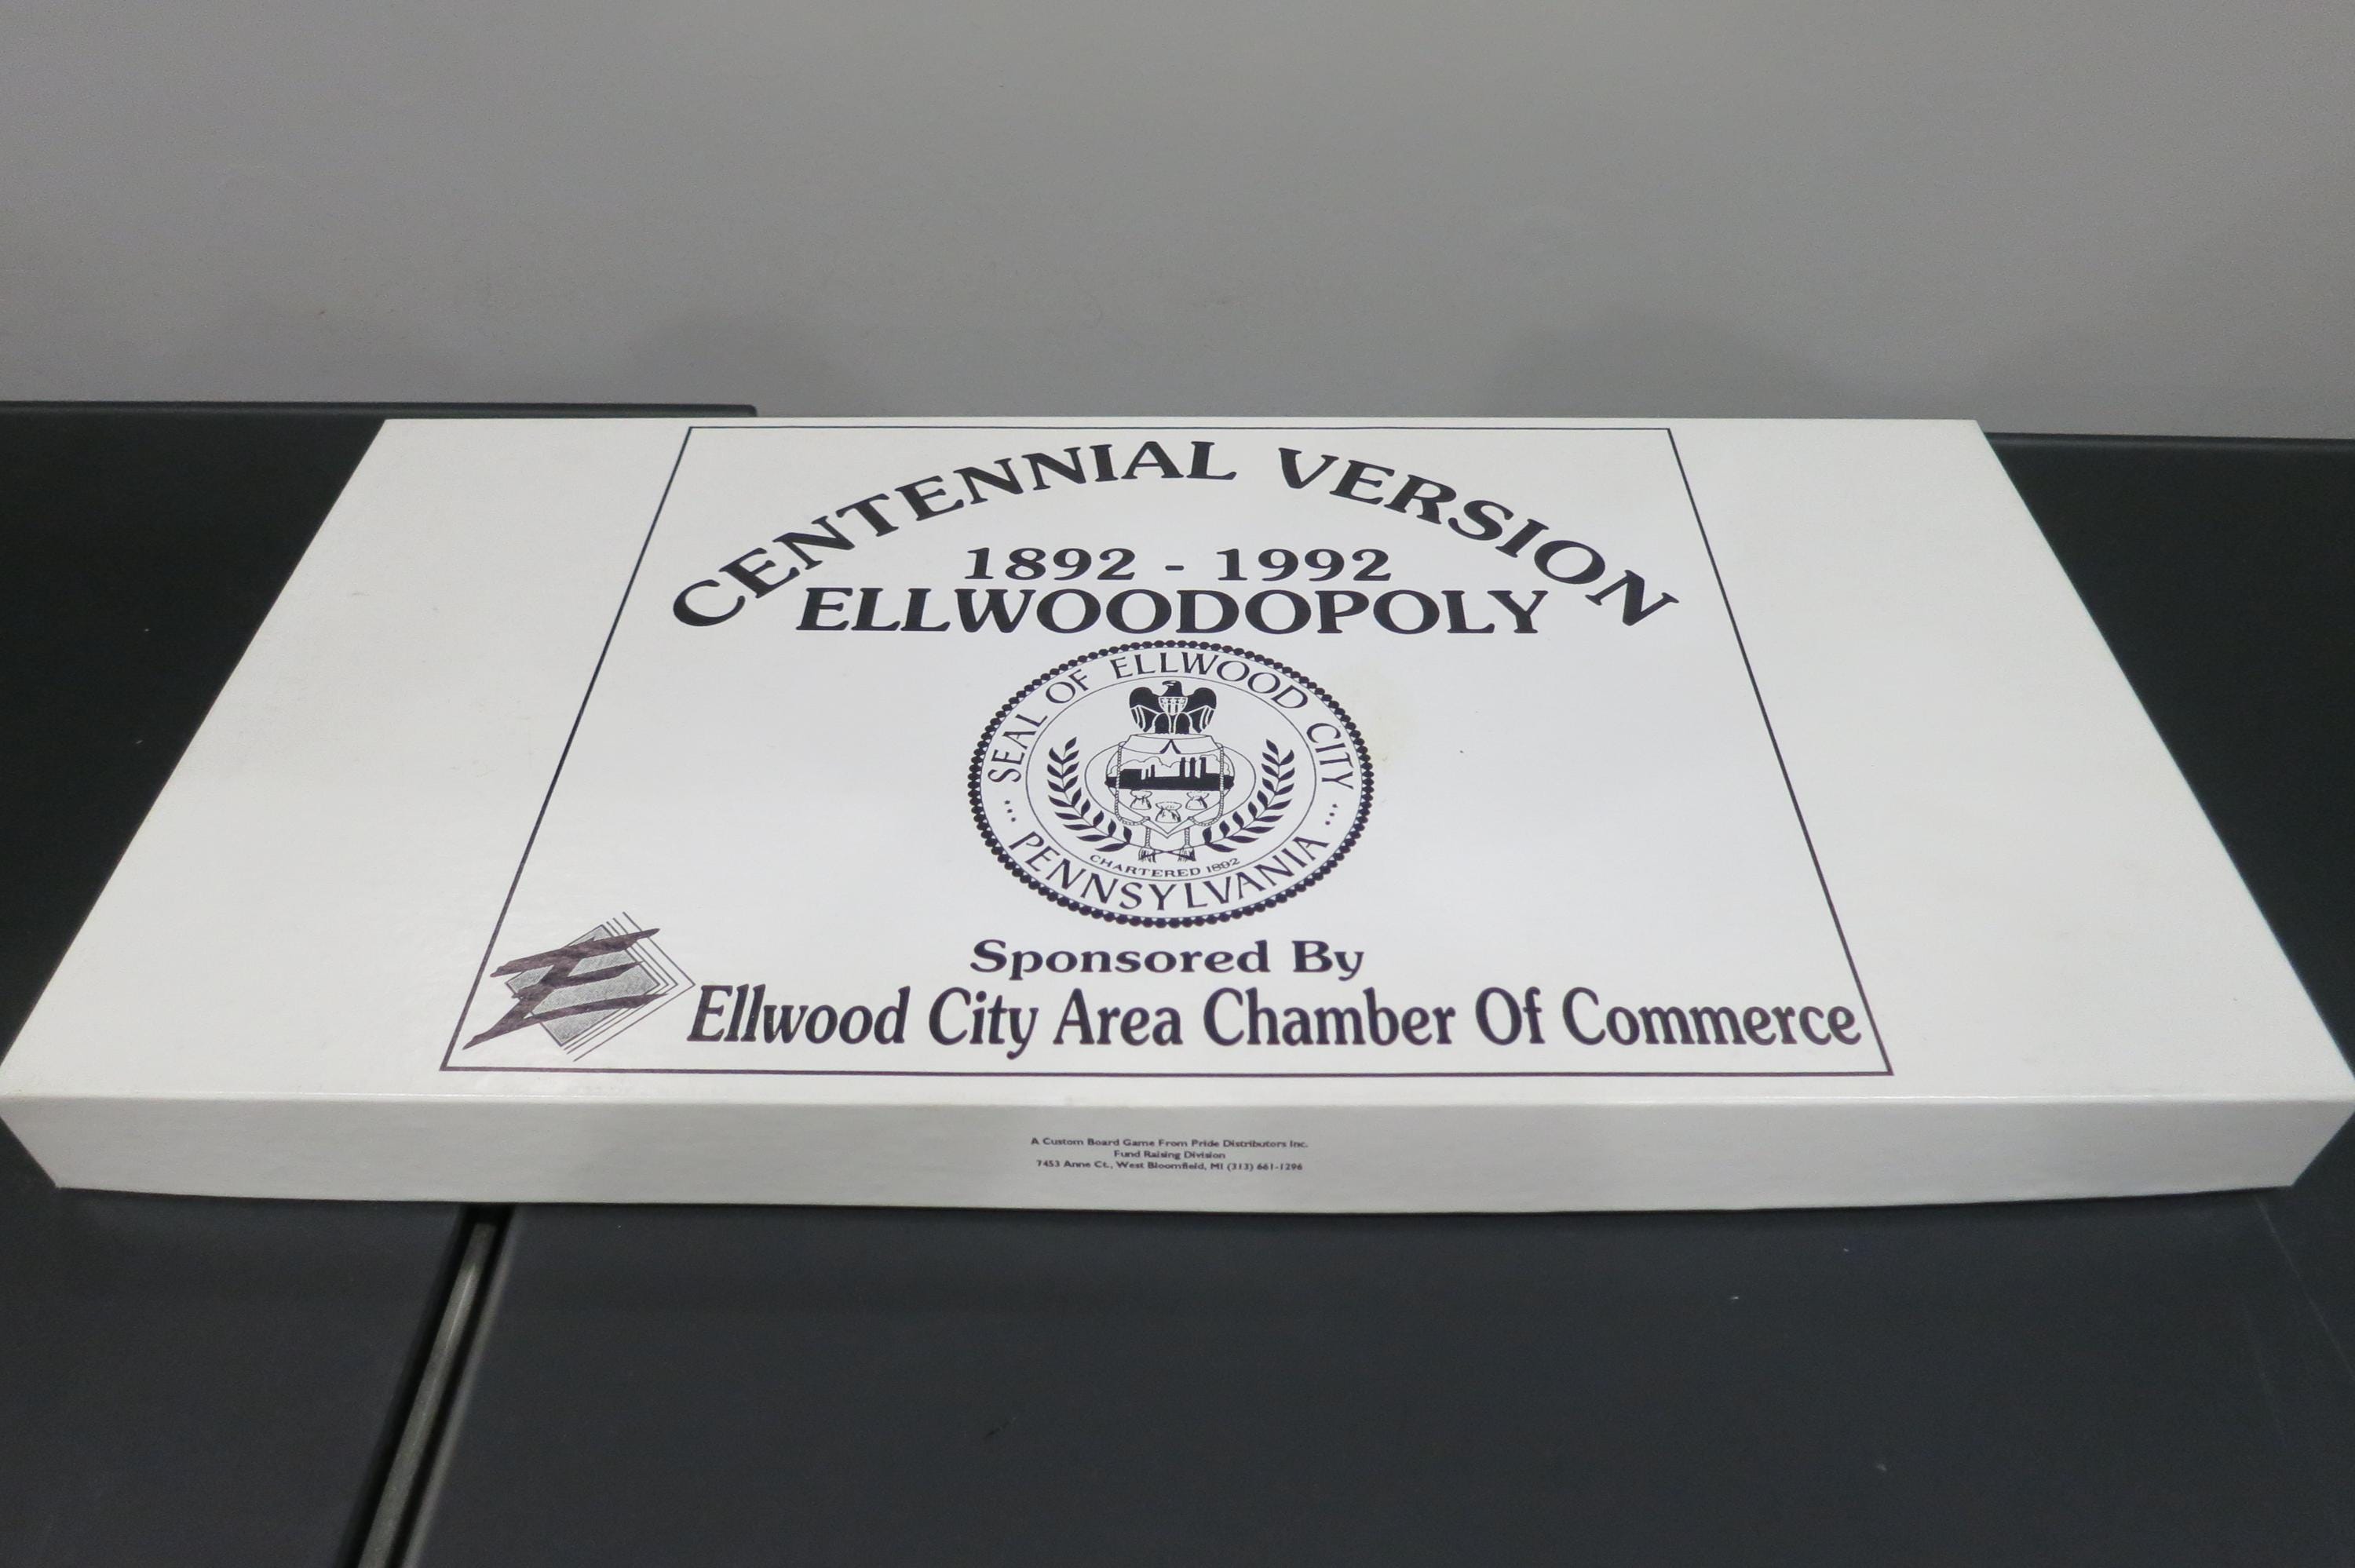 CENTENNIAL VERSION
1892 - 1992
ELLWOODOPOLY
SEAL OF ELLWOOD CITY
CHARTERED 1892
PENNSYLVANIA
Sponsored By
E
Ellwood City Area Chamber Of Commerce
A Custom Board Game From Pride Distributors Inc.
Fund Raising Division
7453 Anne Ct., West Bloomfield, MI (313) 661-1296